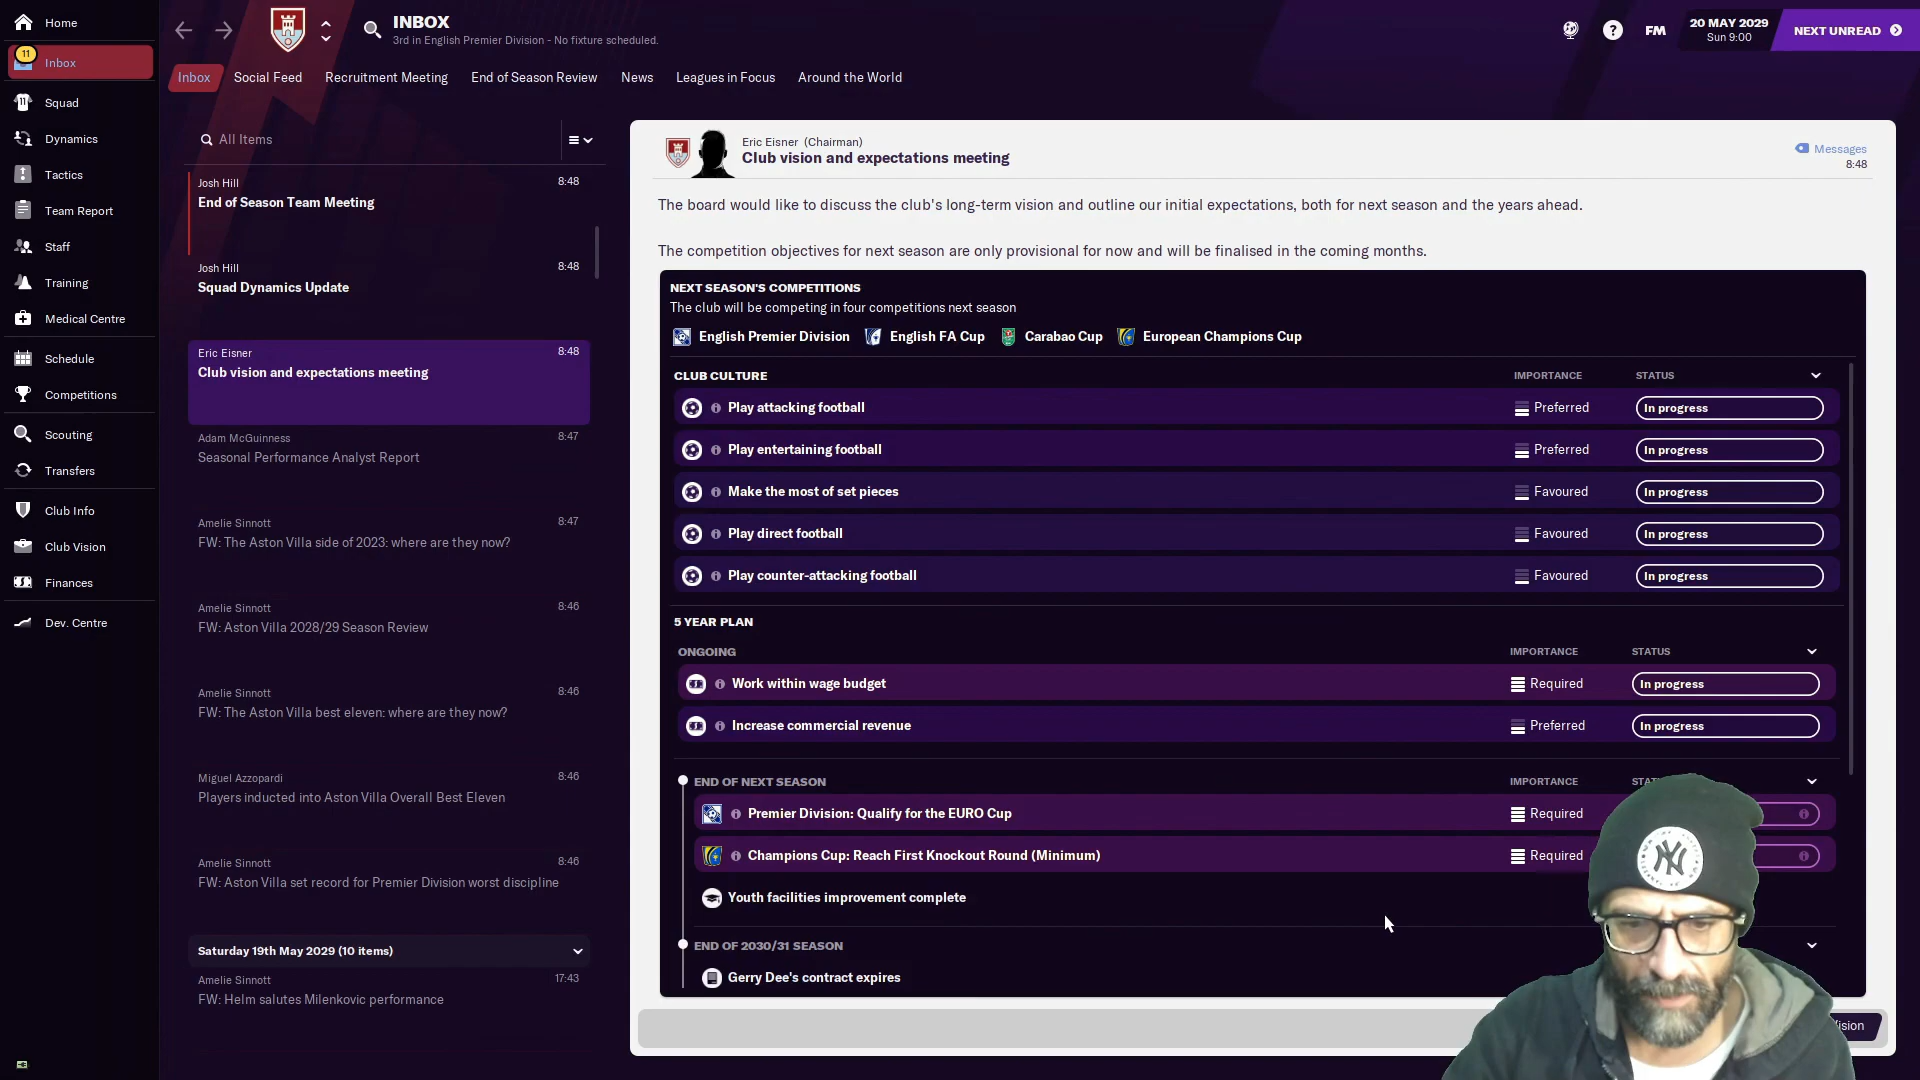 Home
11
Inbox
Squad
Dynamics
Tactics
Team Report
Staff
Training
Medical Centre
Schedule
Competitions
Scouting
Transfers
Club Info
Club Vision
Finances
Dev. Centre
INBOX
3rd in English Premier Division - No fixture scheduled.
FM
20 MAY 2029
Sun 9:00
NEXT UNREAD
Inbox
Social Feed
Recruitment Meeting
End of Season Review
News
Leagues in Focus
Around the World
All Items
Josh Hill 8:48
End of Season Team Meeting
Josh Hill 8:48
Squad Dynamics Update
Eric Eisner 8:48
Club vision and expectations meeting
Adam McGuinness 8:47
Seasonal Performance Analyst Report
Amelie Sinnott 8:47
FW: The Aston Villa side of 2023: where are they now?
Amelie Sinnott 8:46
FW: Aston Villa 2028/29 Season Review
Amelie Sinnott 8:46
FW: The Aston Villa best eleven: where are they now?
Miguel Azzopardi 8:46
Players inducted into Aston Villa Overall Best Eleven
Amelie Sinnott 8:46
FW: Aston Villa set record for Premier Division worst discipline
Saturday 19th May 2029 (10 items)
Amelie Sinnott 17:43
FW: Helm salutes Milenkovic performance
Eric Eisner (Chairman)
Club vision and expectations meeting
Messages
8:48
The board would like to discuss the club's long-term vision and outline our initial expectations, both for next season and the years ahead.
The competition objectives for next season are only provisional for now and will be finalised in the coming months.
NEXT SEASON'S COMPETITIONS
The club will be competing in four competitions next season
English Premier Division English FA Cup Carabao Cup European Champions Cup
CLUB CULTURE IMPORTANCE STATUS
Play attacking football Preferred In progress
Play entertaining football Preferred In progress
Make the most of set pieces Favoured In progress
Play direct football Favoured In progress
Play counter-attacking football Favoured In progress
5 YEAR PLAN
ONGOING IMPORTANCE STATUS
Work within wage budget Required In progress
Increase commercial revenue Preferred In progress
END OF NEXT SEASON IMPORTANCE
Premier Division: Qualify for the EURO Cup Required
Champions Cup: Reach First Knockout Round (Minimum) Required
Youth facilities improvement complete
END OF 2030/31 SEASON
Gerry Dee's contract expires
NY